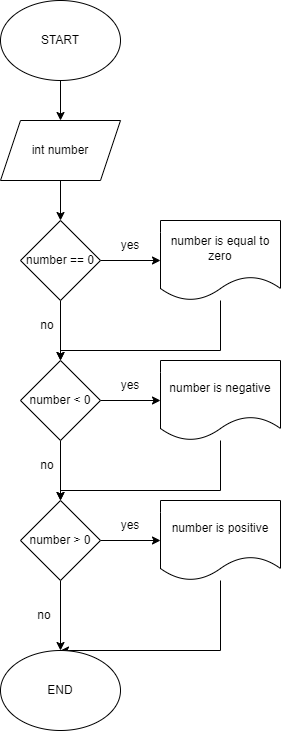 START
int number
number == 0
yes
number is equal to
zero
no
number < 0
yes
number is negative
no
number > 0
yes
number is positive
no
END